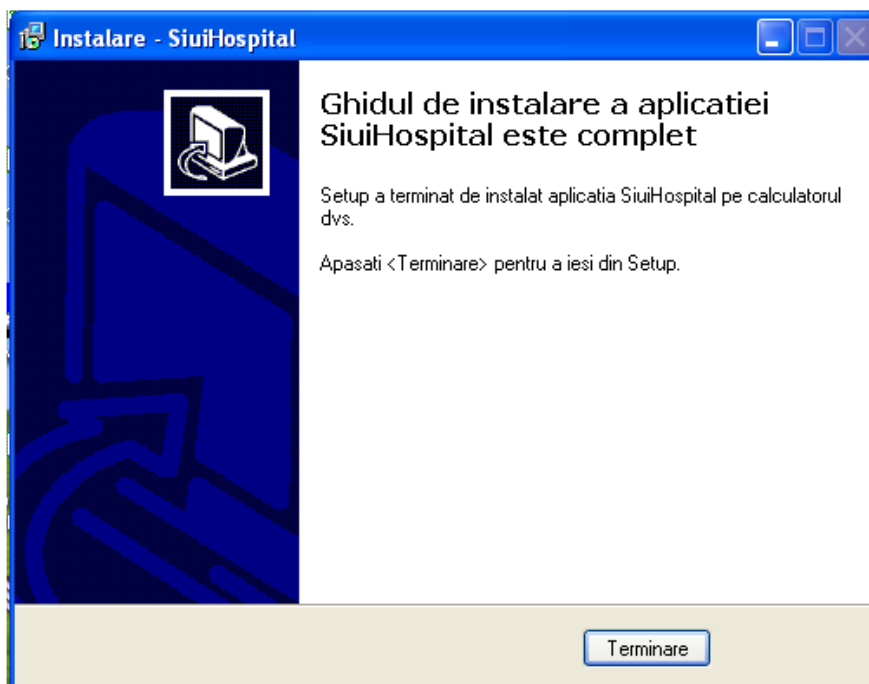 Instalare - SiuiHospital
Ghidul de instalare a aplicatiei
SiuiHospital este complet
Setup a terminat de instalat aplicatia SiuiHospital pe calculatorul
dvs.
Apasati <Terminare> pentru a iesi din Setup.
Terminare